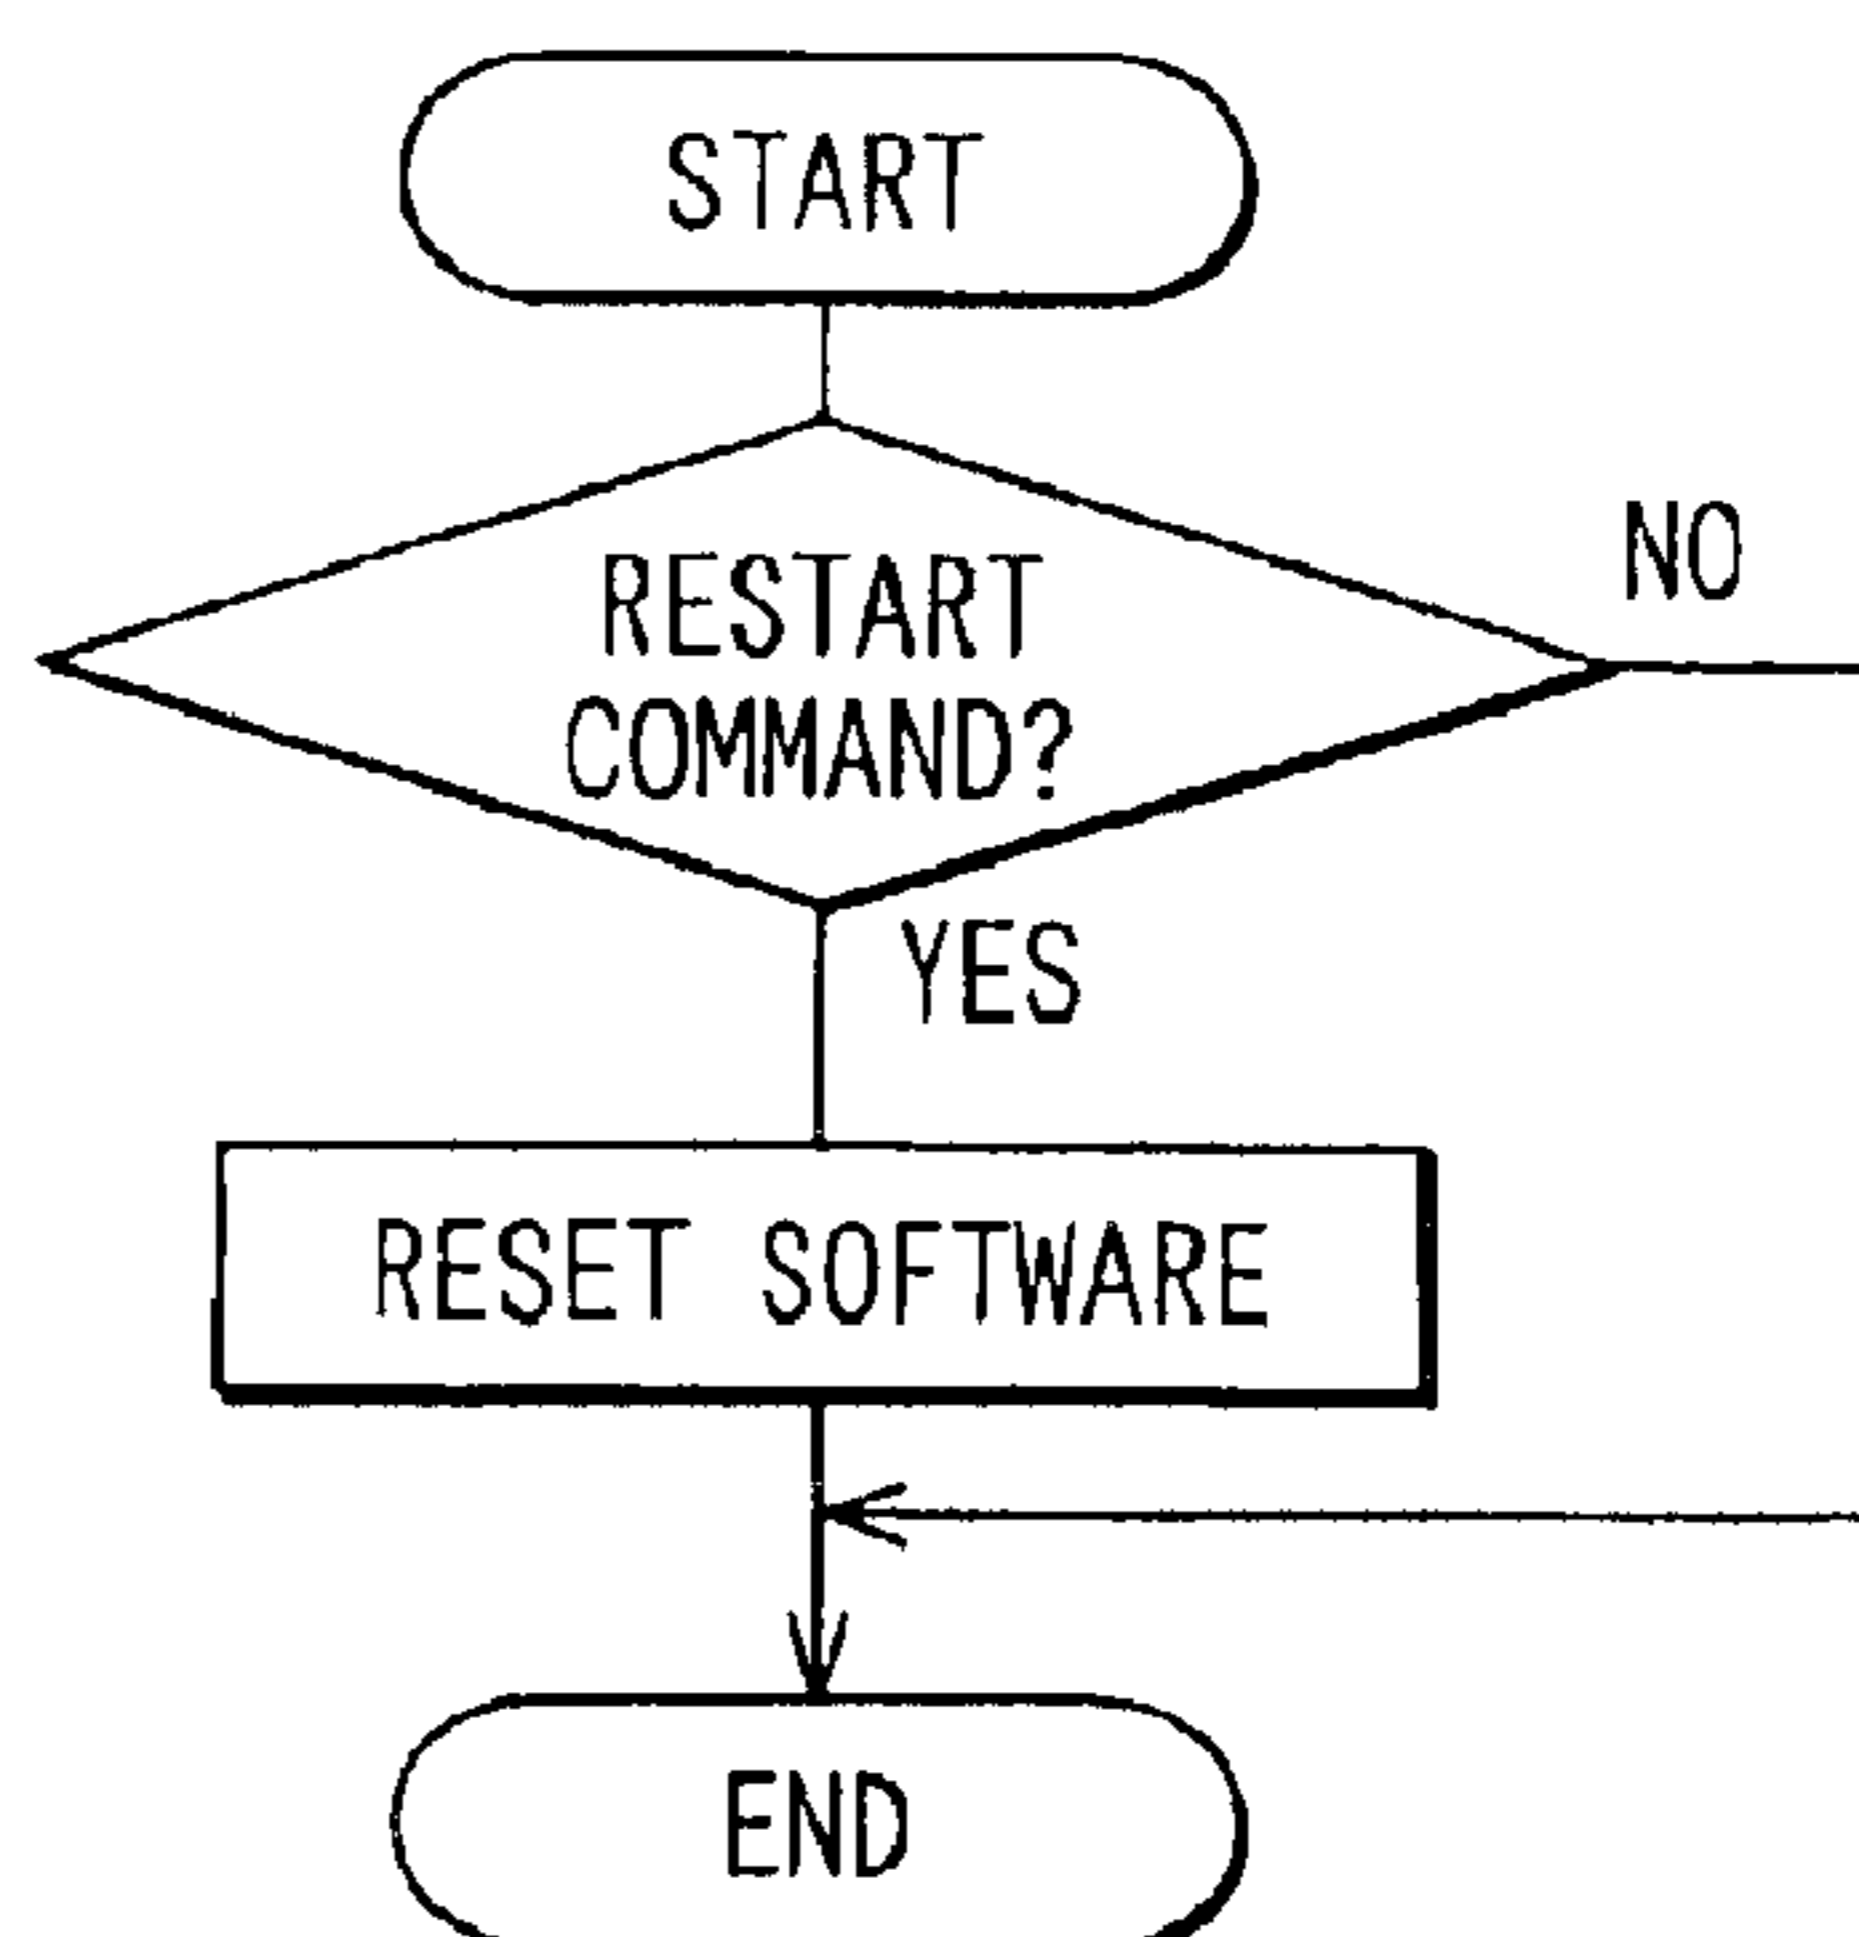 START
RESTART
COMMAND?
NO
YES
RESET SOFTWARE
END